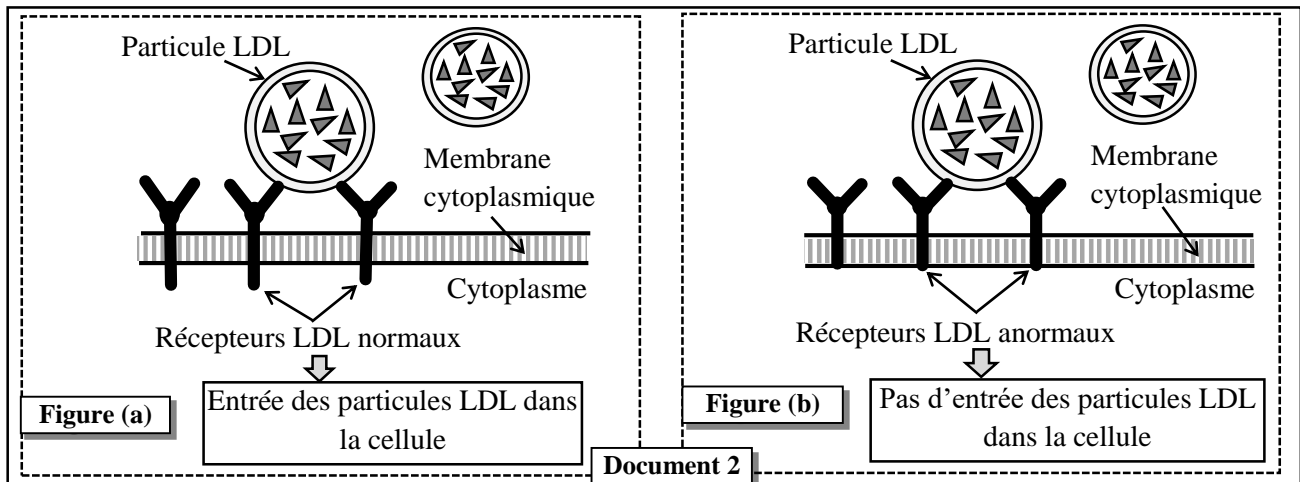 Particule LDL
Membrane
cytoplasmique
Cytoplasme
Récepteurs LDL normaux
Figure (a)
Entrée des particules LDL dans
la cellule
Particule LDL
Membrane
cytoplasmique
Cytoplasme
Récepteurs LDL anormaux
Figure (b)
Pas d’entrée des particules LDL
dans la cellule
Document 2